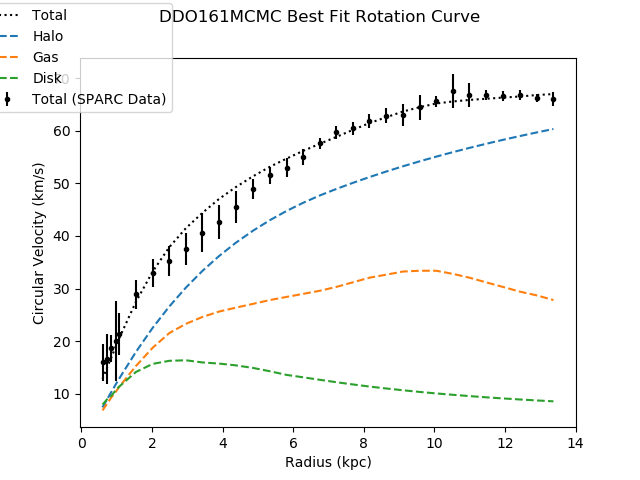 DDO161MCMC Best Fit Rotation Curve
Total
Halo
Gas
Disk
Total (SPARC Data)
Circular Velocity (km/s)
60
50
40
30
20
10
0 2 4 6 8 10 12 14
Radius (kpc)